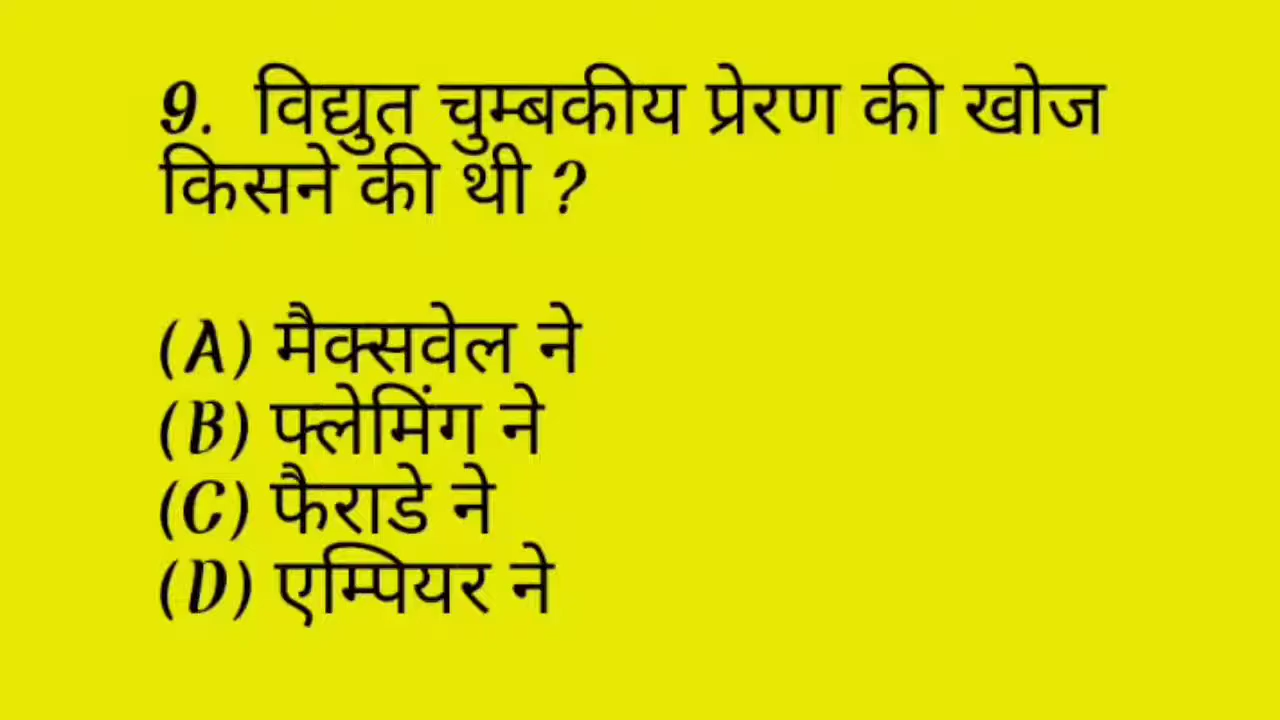 9. विद्युत चुम्बकीय प्रेरण की खोज
किसने की थी ?
(A) मैक्सवेल ने
(B) फ्लेमिंग ने
(C) फैराडे ने
(D) एम्पियर ने